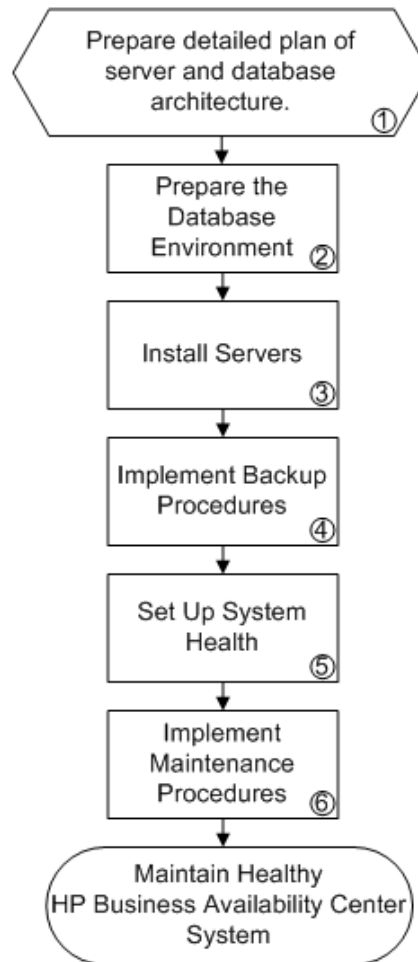 Prepare detailed plan of
server and database
architecture.
①
Prepare the
Database
Environment
②
Install Servers
③
Implement Backup
Procedures
④
Set Up System
Health
⑤
Implement
Maintenance
Procedures
⑥
Maintain Healthy
HP Business Availability Center
System